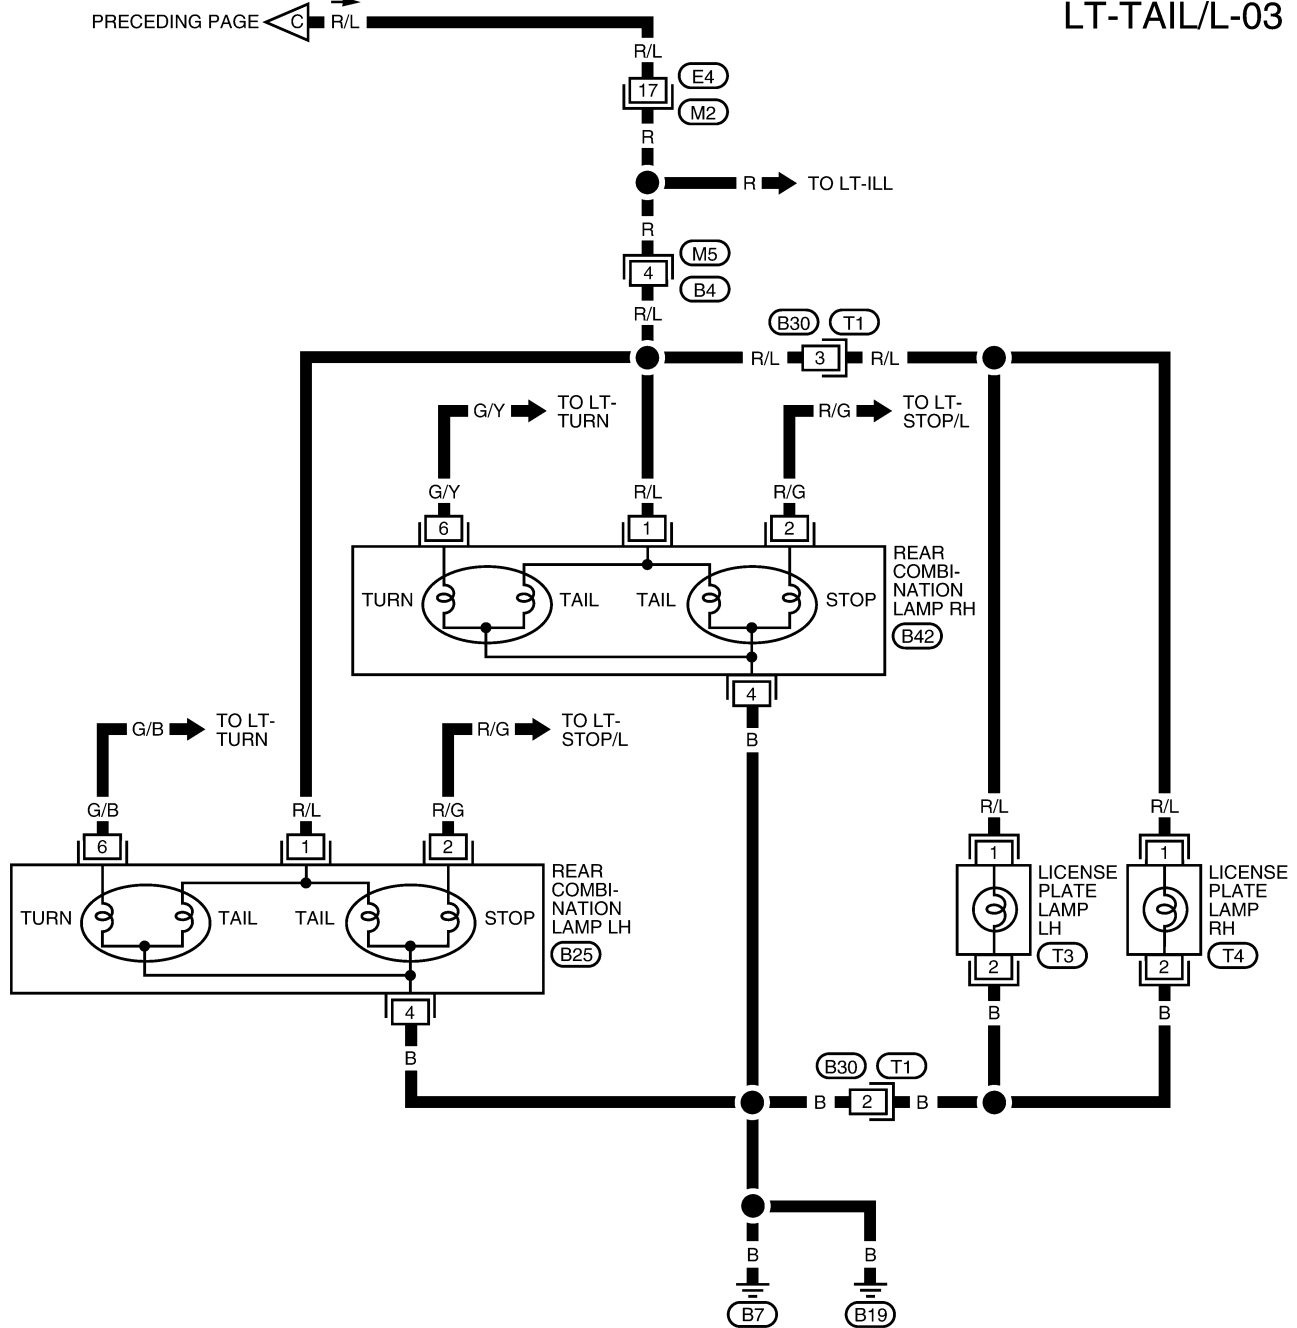 LT-TAIL/L-03
PRECEDING PAGE
C
R/L
R/L
17
E4
M2
R
R
TO LT-ILL
R
4
M5
B4
R/L
B30
T1
R/L
3
R/L
G/Y
TO LT-
TURN
R/G
TO LT-
STOP/L
G/Y
R/L
R/G
6
1
2
TURN
TAIL
TAIL
STOP
REAR
COMBI-
NATION
LAMP RH
B42
4
B
G/B
TO LT-
TURN
R/G
TO LT-
STOP/L
G/B
R/L
R/G
R/L
R/L
6
1
2
1
1
TURN
TAIL
TAIL
STOP
REAR
COMBI-
NATION
LAMP LH
B25
LICENSE
PLATE
LAMP
LH
T3
LICENSE
PLATE
LAMP
RH
T4
2
2
4
B
B
B
B30
T1
B
2
B
B
B
B7
B19